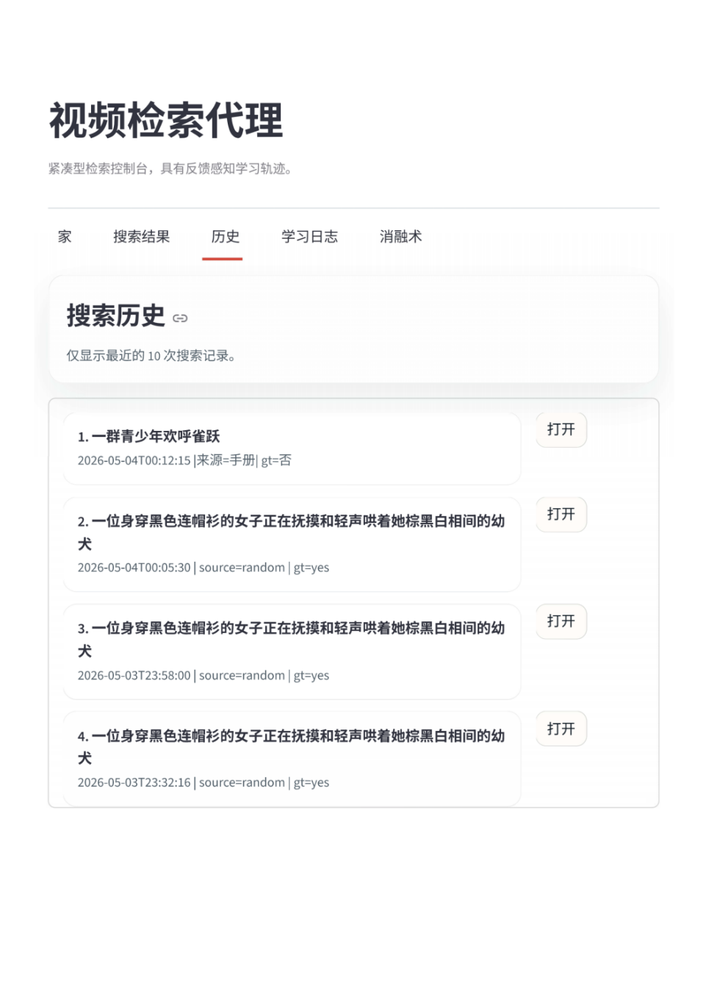 视频检索代理
紧凑型检索控制台，具有反馈感知学习轨迹。
家 搜索结果 历史 学习日志 消融术
搜索历史
仅显示最近的 10 次搜索记录。
1. 一群青少年欢呼雀跃
2026-05-04T00:12:15 |来源=手册| gt=否
打开
2. 一位身穿黑色连帽衫的女子正在抚摸和轻声哄着她棕黑白相间的幼
犬
2026-05-04T00:05:30 | source=random | gt=yes
打开
3. 一位身穿黑色连帽衫的女子正在抚摸和轻声哄着她棕黑白相间的幼
犬
2026-05-03T23:58:00 | source=random | gt=yes
打开
4. 一位身穿黑色连帽衫的女子正在抚摸和轻声哄着她棕黑白相间的幼
犬
2026-05-03T23:32:16 | source=random | gt=yes
打开